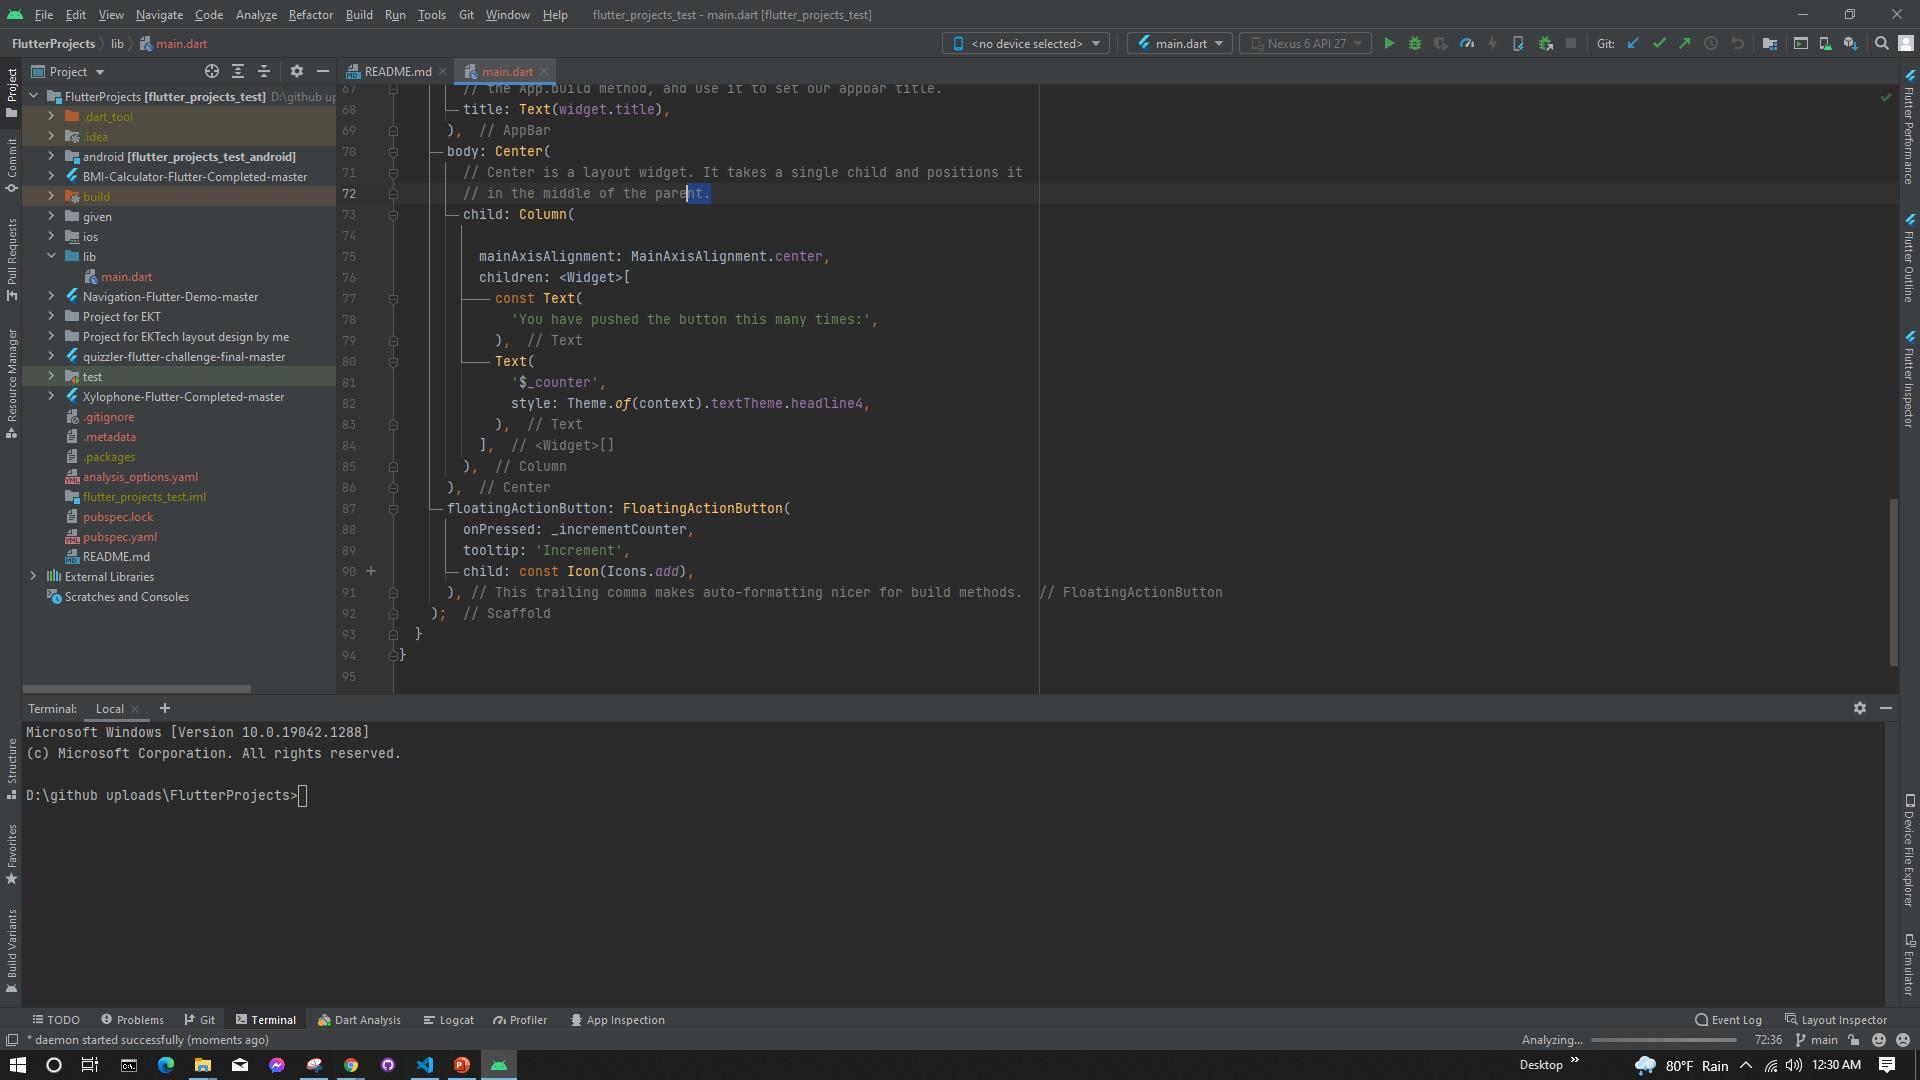 File Edit View Navigate Code Analyze Refactor Build Run Tools Git Window Help flutter_projects_test - main.dart [flutter_projects_test]
FlutterProjects lib main.dart <no device selected> main.dart Nexus 6 API 27 Git:
Project README.md main.dart
FlutterProjects [flutter_projects_test] D:\github up
.dart_tool
.idea
android [flutter_projects_test_android]
BMI-Calculator-Flutter-Completed-master
build
given
ios
lib
main.dart
Navigation-Flutter-Demo-master
Project for EKT
Project for EKTech layout design by me
quizzler-flutter-challenge-final-master
test
Xylophone-Flutter-Completed-master
.gitignore
.metadata
.packages
analysis_options.yaml
flutter_projects_test.iml
pubspec.lock
pubspec.yaml
README.md
External Libraries
Scratches and Consoles
67 // the App.build method, and use it to set our appbar title.
68 title: Text(widget.title),
69 ), // AppBar
70 body: Center(
71 // Center is a layout widget. It takes a single child and positions it
72 // in the middle of the parent.
73 child: Column(
74
75 mainAxisAlignment: MainAxisAlignment.center,
76 children: <Widget>[
77 const Text(
78 'You have pushed the button this many times:',
79 ), // Text
80 Text(
81 '$_counter',
82 style: Theme.of(context).textTheme.headline4,
83 ), // Text
84 ], // <Widget>[]
85 ), // Column
86 ), // Center
87 floatingActionButton: FloatingActionButton(
88 onPressed: _incrementCounter,
89 tooltip: 'Increment',
90 child: const Icon(Icons.add),
91 ), // This trailing comma makes auto-formatting nicer for build methods. // FloatingActionButton
92 ); // Scaffold
93 }
94 }
95
Project
Commit
Pull Requests
Resource Manager
Structure
Favorites
Build Variants
Flutter Performance
Flutter Outline
Flutter Inspector
Device File Explorer
Emulator
Terminal: Local
Microsoft Windows [Version 10.0.19042.1288]
(c) Microsoft Corporation. All rights reserved.
D:\github uploads\FlutterProjects>
TODO Problems Git Terminal Dart Analysis Logcat Profiler App Inspection Event Log Layout Inspector
* daemon started successfully (moments ago) Analyzing... 72:36 main
Desktop 80°F Rain 12:30 AM